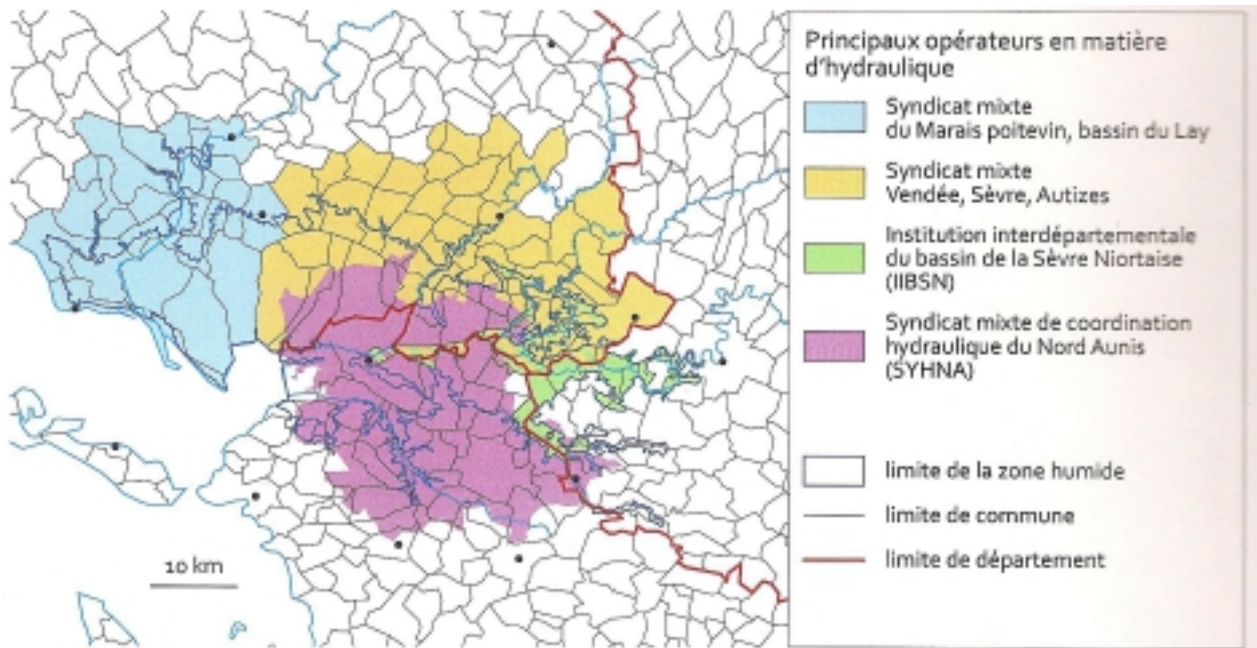 Principaux opérateurs en matière
d'hydraulique
Syndicat mixte
du Marais poitevin, bassin du Lay
Syndicat mixte
Vendée, Sèvre, Autizes
Institution interdépartementale
du bassin de la Sèvre Niortaise
(IIBSN)
Syndicat mixte de coordination
hydraulique du Nord Aunis
(SYHNA)
limite de la zone humide
limite de commune
limite de département
10 km